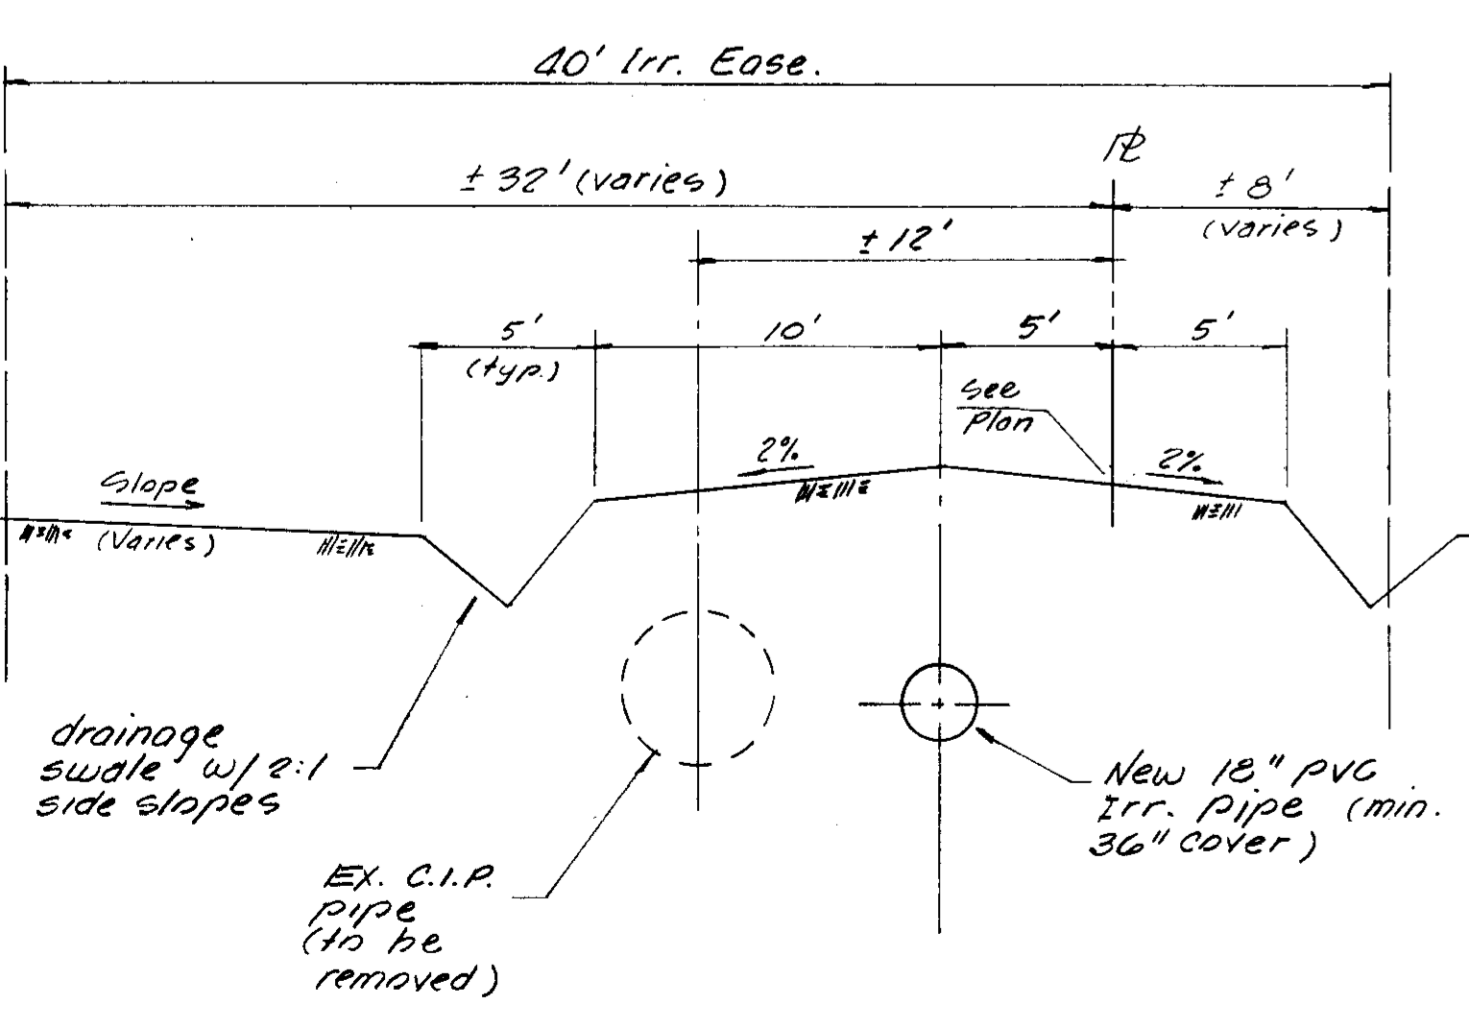 40' Irr. Ease.
PL
± 32' (varies)
± 8'
(varies)
± 12'
5'
(typ.)
10'
5'
5'
See
Plan
2%
2%
Slope
(Varies)
drainage
swale w/ 2:1
side slopes
New 18" PVC
Irr. Pipe (min.
36" cover)
EX. C.I.P.
pipe
(to be
removed)